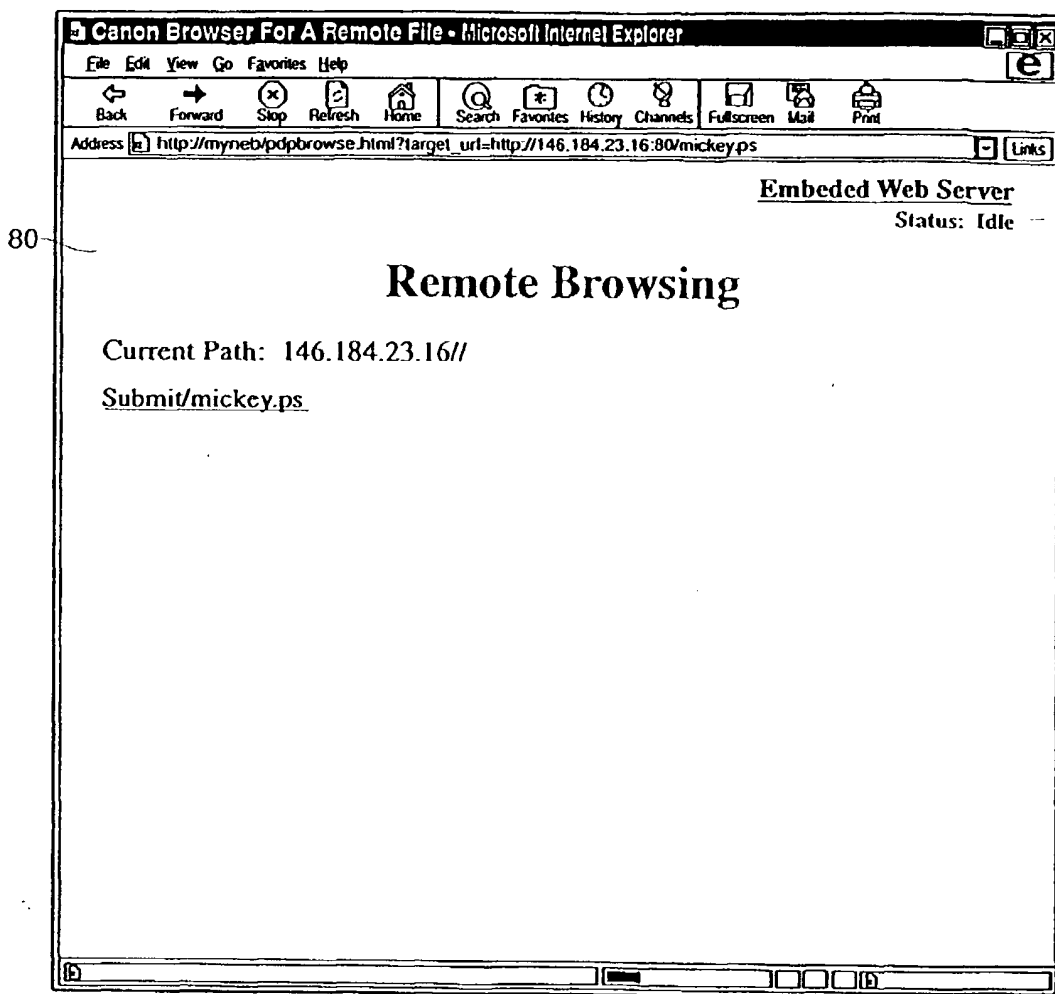 Canon Browser For A Remote File - Microsoft Internet Explorer
File Edit View Go Favorites Help
e
Back Forward Stop Refresh Home Search Favorites History Channels Fullscreen Mail Print
Address http://myneb/pdpbrowse.html?target_url=http://146.184.23.16:80/mickey.ps Links
Embeded Web Server
Status: Idle
80
Remote Browsing
Current Path: 146.184.23.16//
Submit/mickey.ps